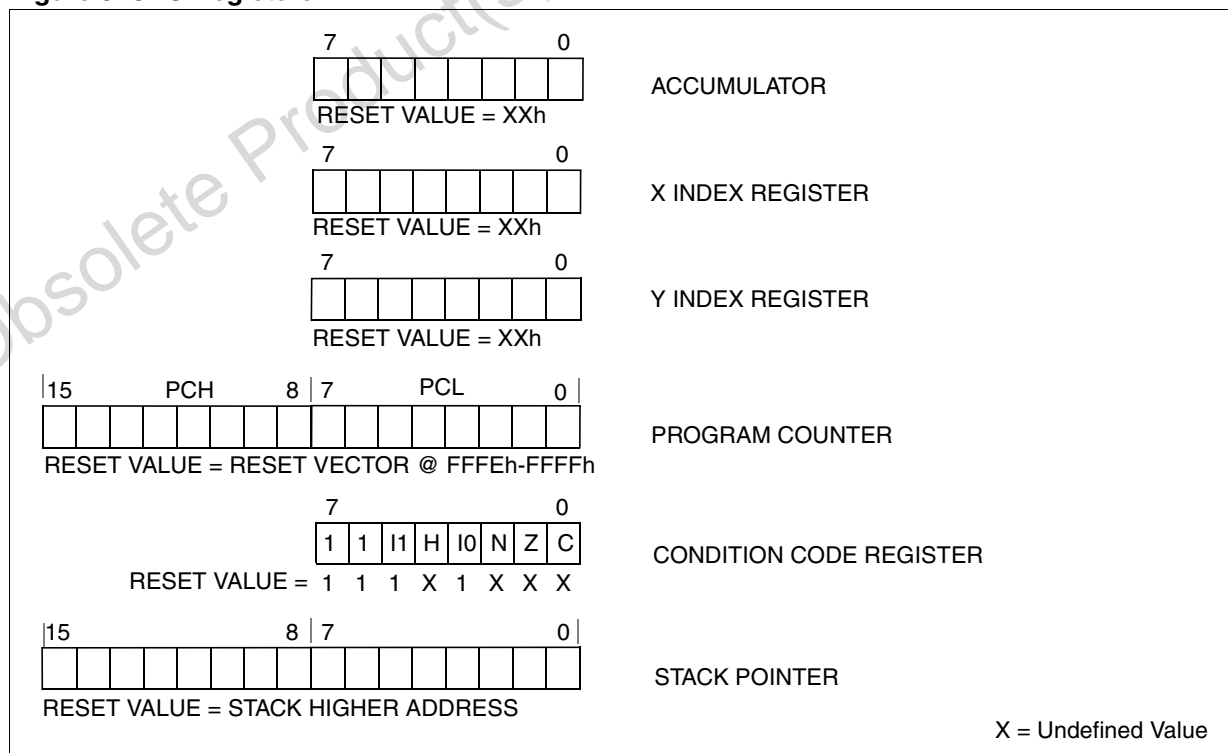 7 0
ACCUMULATOR
RESET VALUE = XXh
7 0
X INDEX REGISTER
RESET VALUE = XXh
7 0
Y INDEX REGISTER
RESET VALUE = XXh
15 PCH 8 7 PCL 0
PROGRAM COUNTER
RESET VALUE = RESET VECTOR @ FFFEh-FFFFh
7 0
1 1 I1 H I0 N Z C
CONDITION CODE REGISTER
RESET VALUE = 1 1 1 X 1 X X X
15 8 7 0
STACK POINTER
RESET VALUE = STACK HIGHER ADDRESS
X = Undefined Value
Obsolete Product(s)